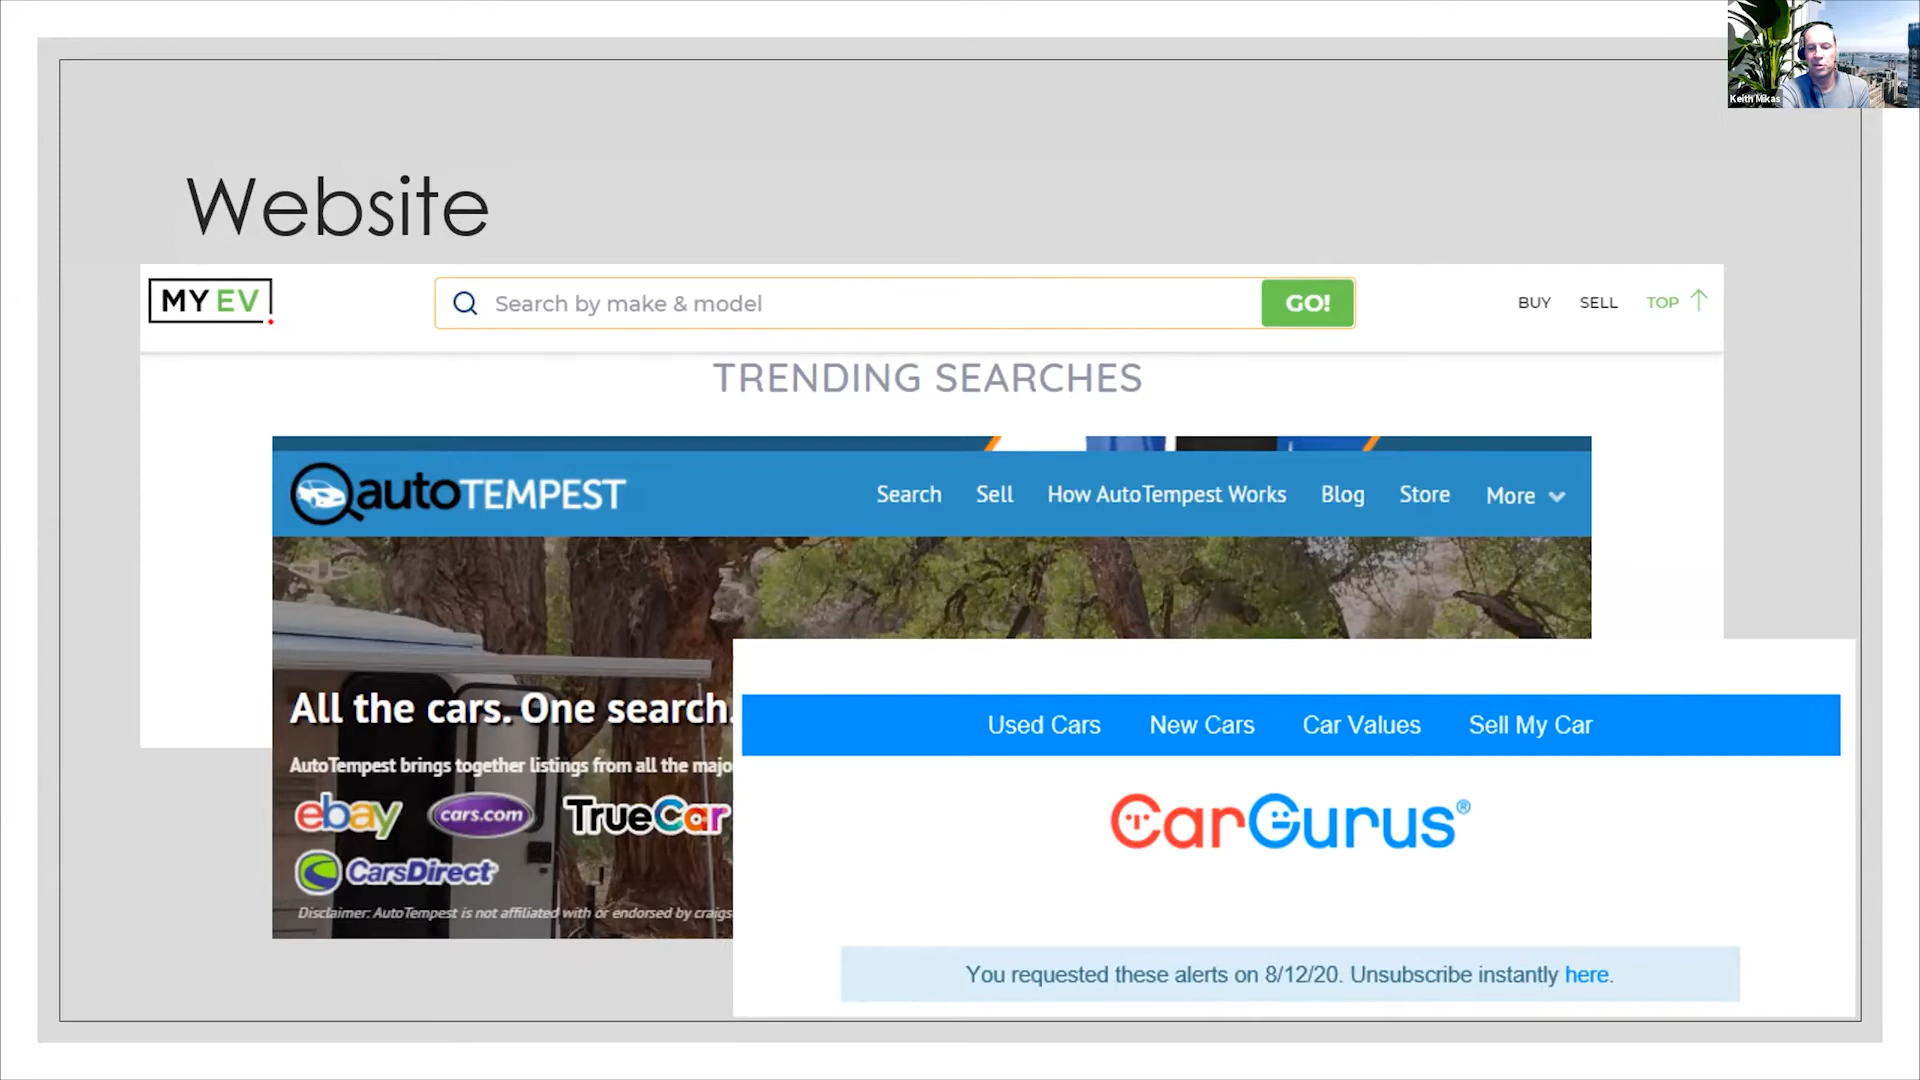 Keith Mikas
Website
MY EV
Search by make & model
GO!
BUY SELL TOP
TRENDING SEARCHES
autoTEMPEST
Search Sell How AutoTempest Works Blog Store More
All the cars. One search.
AutoTempest brings together listings from all the majo
ebay cars.com TrueCar
CarsDirect
Disclaimer: AutoTempest is not affiliated with or endorsed by craigs
Used Cars New Cars Car Values Sell My Car
CarGurus®
You requested these alerts on 8/12/20. Unsubscribe instantly here.